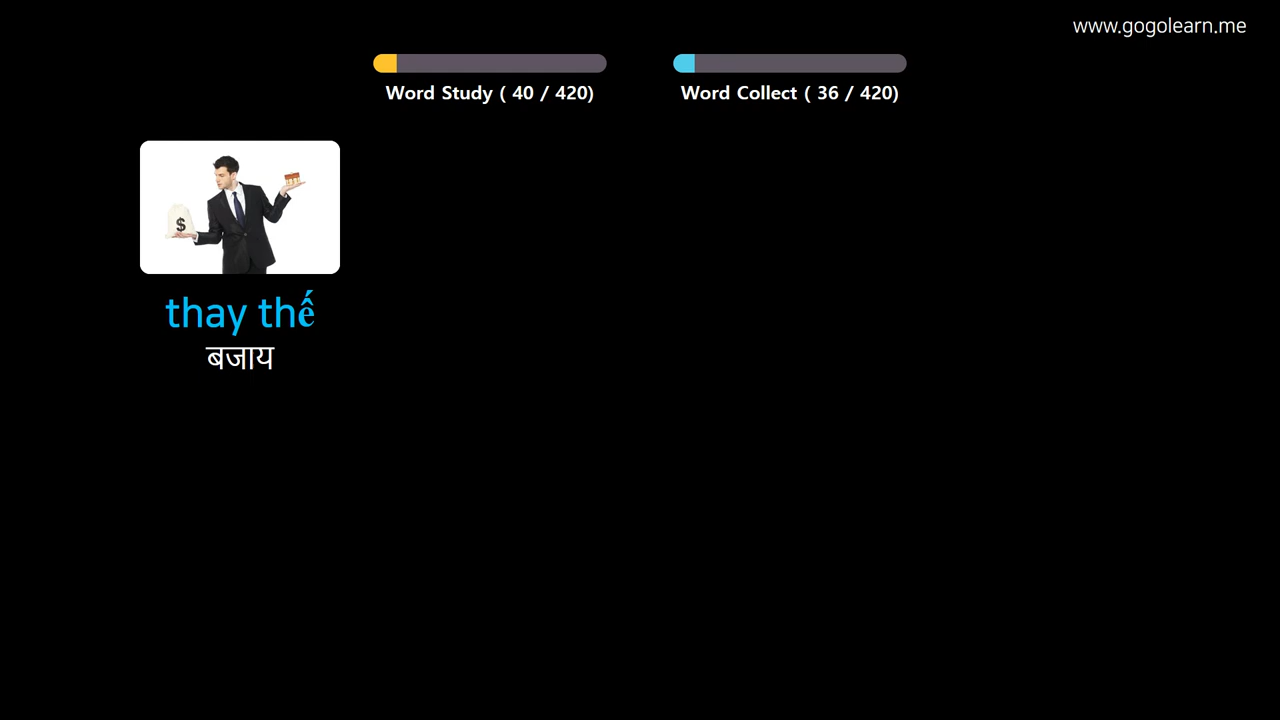 www.gogolearn.me
Word Study ( 40 / 420)
Word Collect ( 36 / 420)
$
thay thế
बजाय